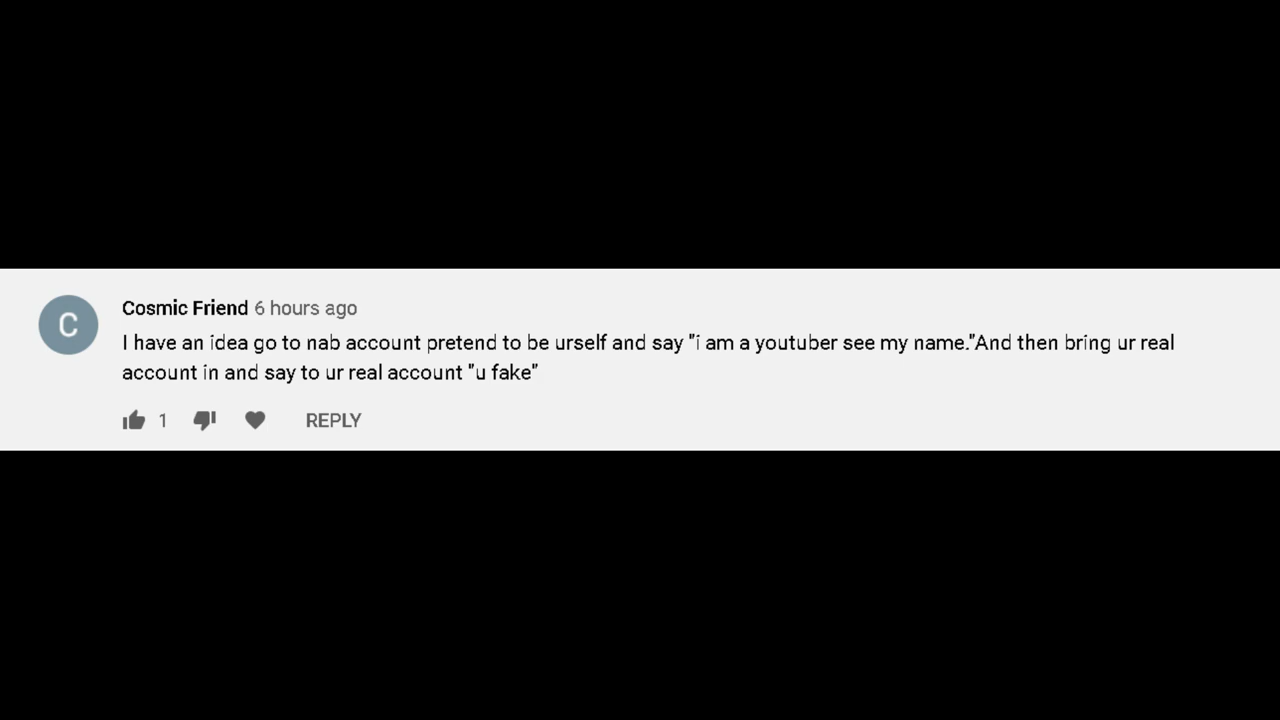 C
Cosmic Friend 6 hours ago
I have an idea go to nab account pretend to be urself and say "i am a youtuber see my name."And then bring ur real
account in and say to ur real account "u fake"
1 REPLY